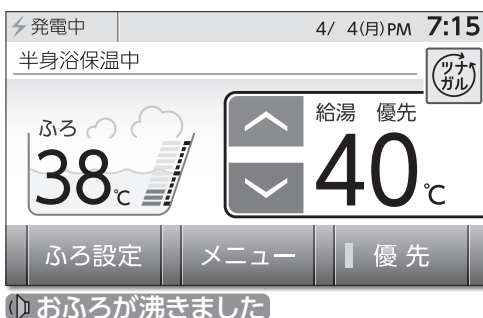 発電中 4/ 4(月)PM 7:15
半身浴保温中
ツナ
ガル
ふろ 給湯 優先
38℃ 40℃
ふろ設定 メニュー 優先
おふろが沸きました